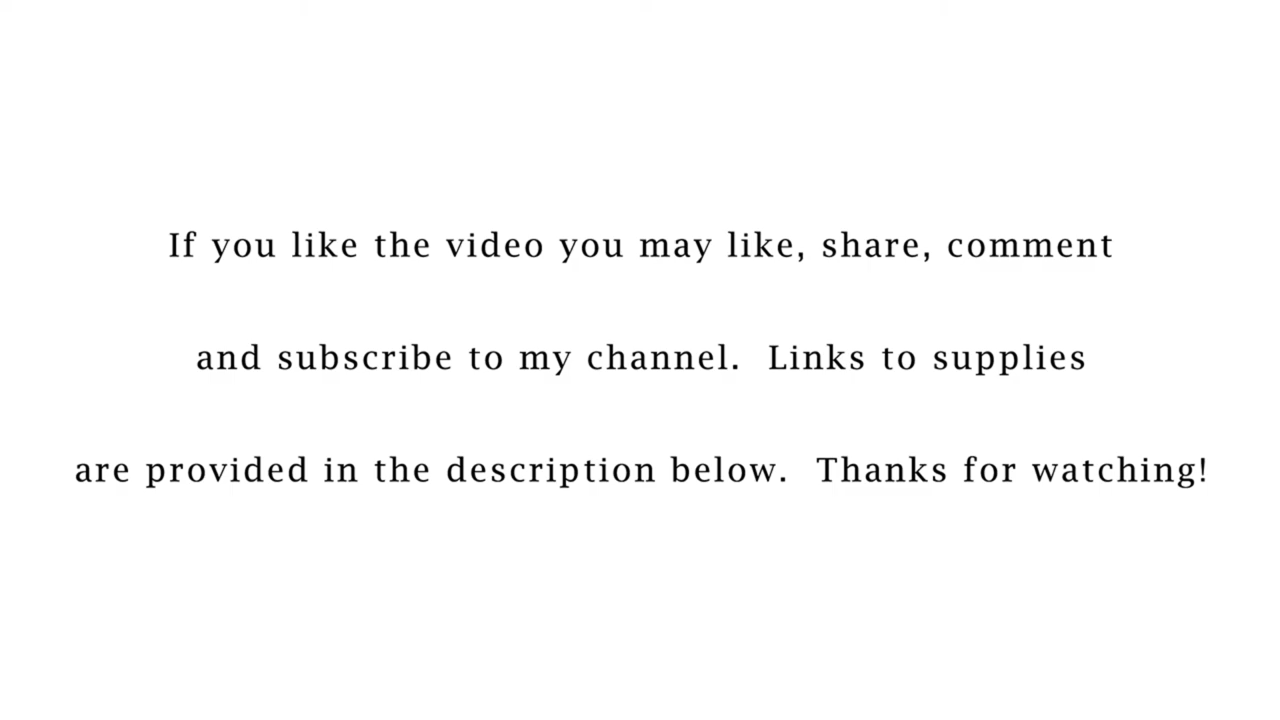 If you like the video you may like, share, comment
and subscribe to my channel.  Links to supplies
are provided in the description below.  Thanks for watching!